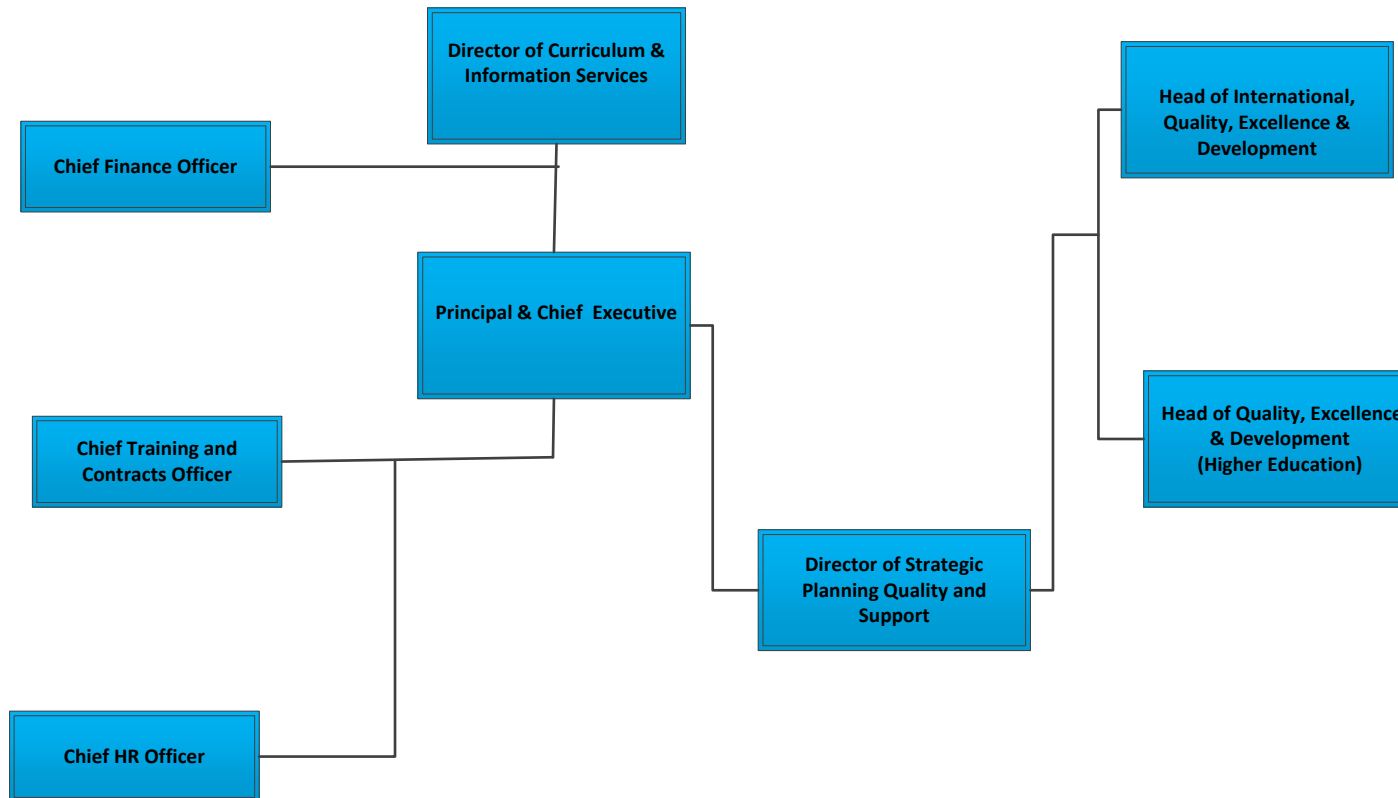 Director of Curriculum &
Information Services
Head of International,
Quality, Excellence &
Development
Chief Finance Officer
Principal & Chief  Executive
Chief Training and
Contracts Officer
Head of Quality, Excellence
& Development
(Higher Education)
Director of Strategic
Planning Quality and
Support
Chief HR Officer